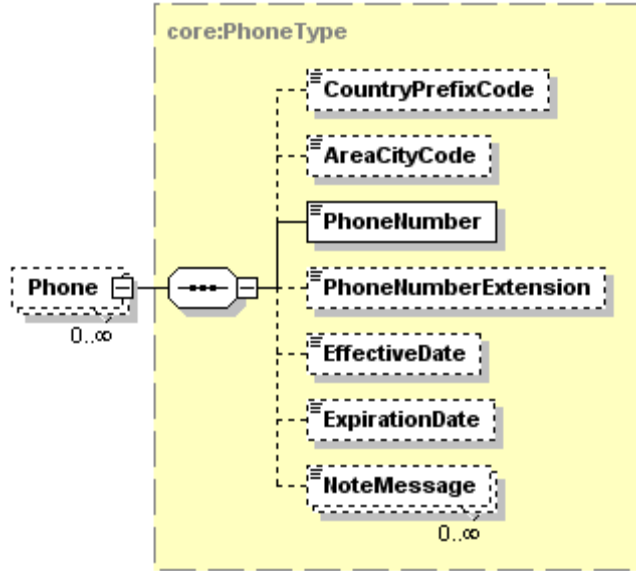 core:PhoneType
CountryPrefixCode
AreaCityCode
PhoneNumber
Phone
0..∞
PhoneNumberExtension
EffectiveDate
ExpirationDate
NoteMessage
0..∞